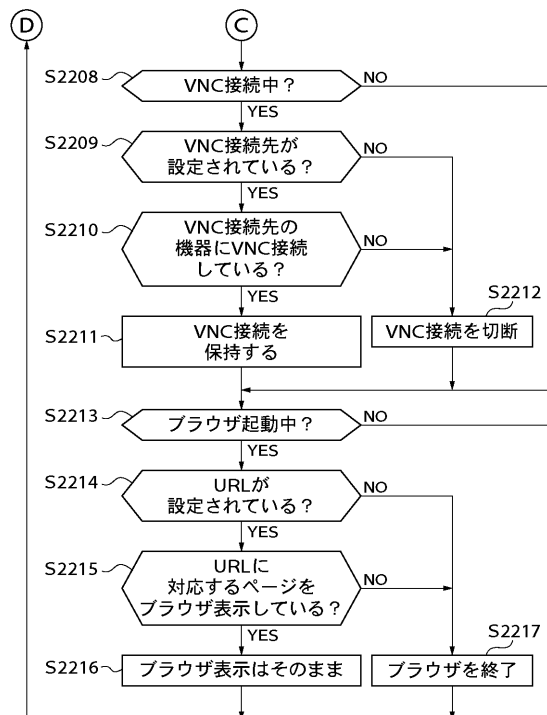 D
C
S2208
VNC接続中？
NO
YES
S2209
VNC接続先が
設定されている？
NO
YES
S2210
VNC接続先の
機器にVNC接続
している？
NO
YES
S2211
VNC接続を
保持する
S2212
VNC接続を切断
S2213
ブラウザ起動中？
NO
YES
S2214
URLが
設定されている？
NO
YES
S2215
URLに
対応するページを
ブラウザ表示している？
NO
YES
S2216
ブラウザ表示はそのまま
S2217
ブラウザを終了